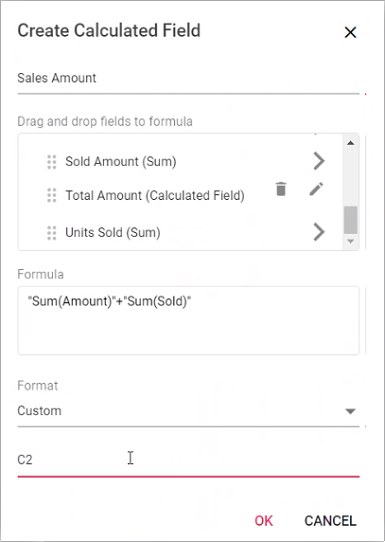 Create Calculated Field
Sales Amount
Drag and drop fields to formula
Sold Amount (Sum)
Total Amount (Calculated Field)
Units Sold (Sum)
Formula
"Sum(Amount)"+"Sum(Sold)"
Format
Custom
C2
OK CANCEL